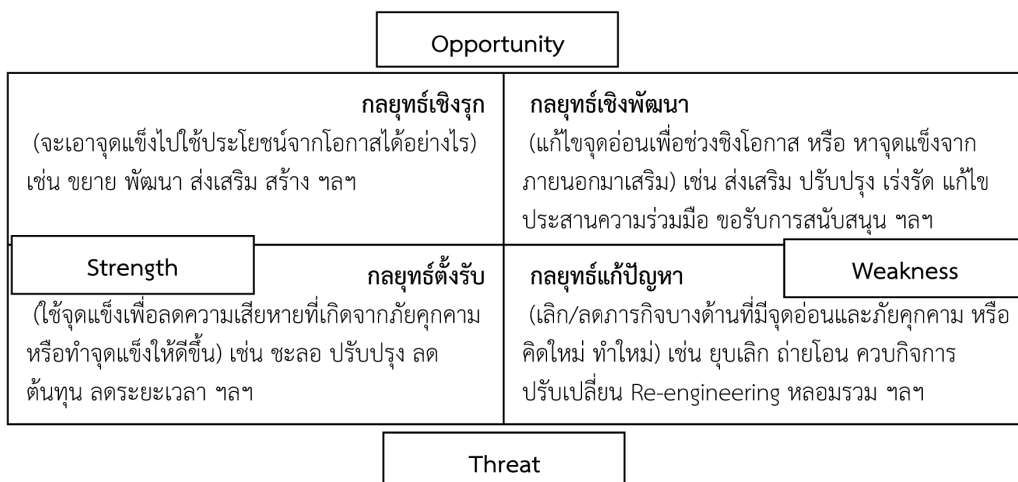 Opportunity
กลยุทธ์เชิงรุก
(จะเอาจุดแข็งไปใช้ประโยชน์จากโอกาสได้อย่างไร)
เช่น ขยาย พัฒนา ส่งเสริม สร้าง ฯลฯ
กลยุทธ์เชิงพัฒนา
(แก้ไขจุดอ่อนเพื่อช่วงชิงโอกาส หรือ หาจุดแข็งจาก
ภายนอกมาเสริม) เช่น ส่งเสริม ปรับปรุง เร่งรัด แก้ไข
ประสานความร่วมมือ ขอรับการสนับสนุน ฯลฯ
Strength
กลยุทธ์ตั้งรับ
(ใช้จุดแข็งเพื่อลดความเสียหายที่เกิดจากภัยคุกคาม
หรือทำจุดแข็งให้ดีขึ้น) เช่น ชะลอ ปรับปรุง ลด
ต้นทุน ลดระยะเวลา ฯลฯ
กลยุทธ์แก้ปัญหา
Weakness
(เลิก/ลดภารกิจบางด้านที่มีจุดอ่อนและภัยคุกคาม หรือ
คิดใหม่ ทำใหม่) เช่น ยุบเลิก ถ่ายโอน ควบกิจการ
ปรับเปลี่ยน Re-engineering หลอมรวม ฯลฯ
Threat